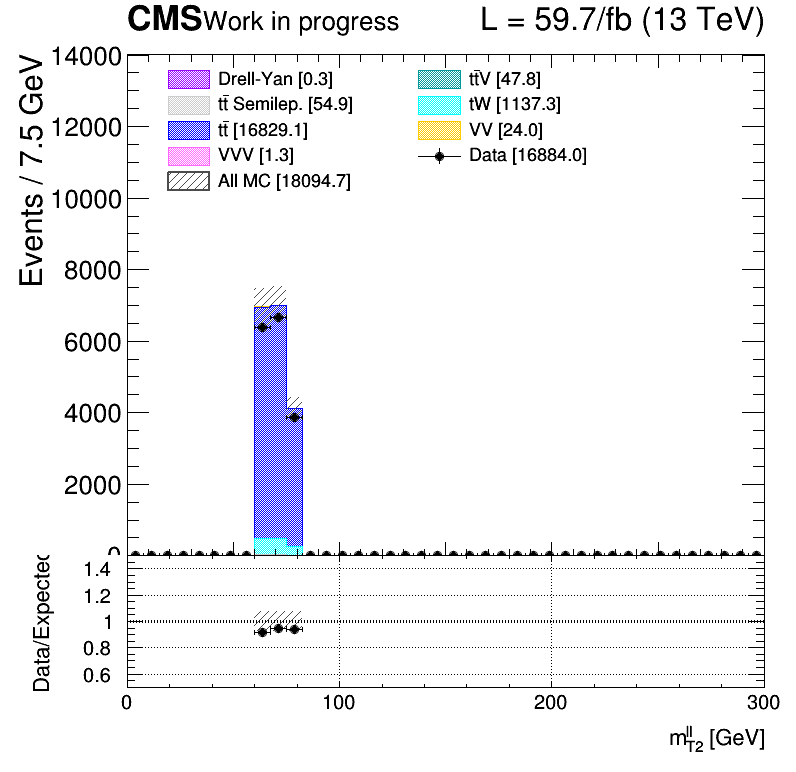 CMS Work in progress L = 59.7/fb (13 TeV)
Events / 7.5 GeV
14000
12000
10000
8000
6000
4000
2000
0
Drell-Yan [0.3]
tt̄ Semilep. [54.9]
tt̄ [16829.1]
VVV [1.3]
All MC [18094.7]
tt̄V [47.8]
tW [1137.3]
VV [24.0]
Data [16884.0]
Data/Expected
1.4
1.2
1
0.8
0.6
0 100 200 300
m_T2^ll [GeV]